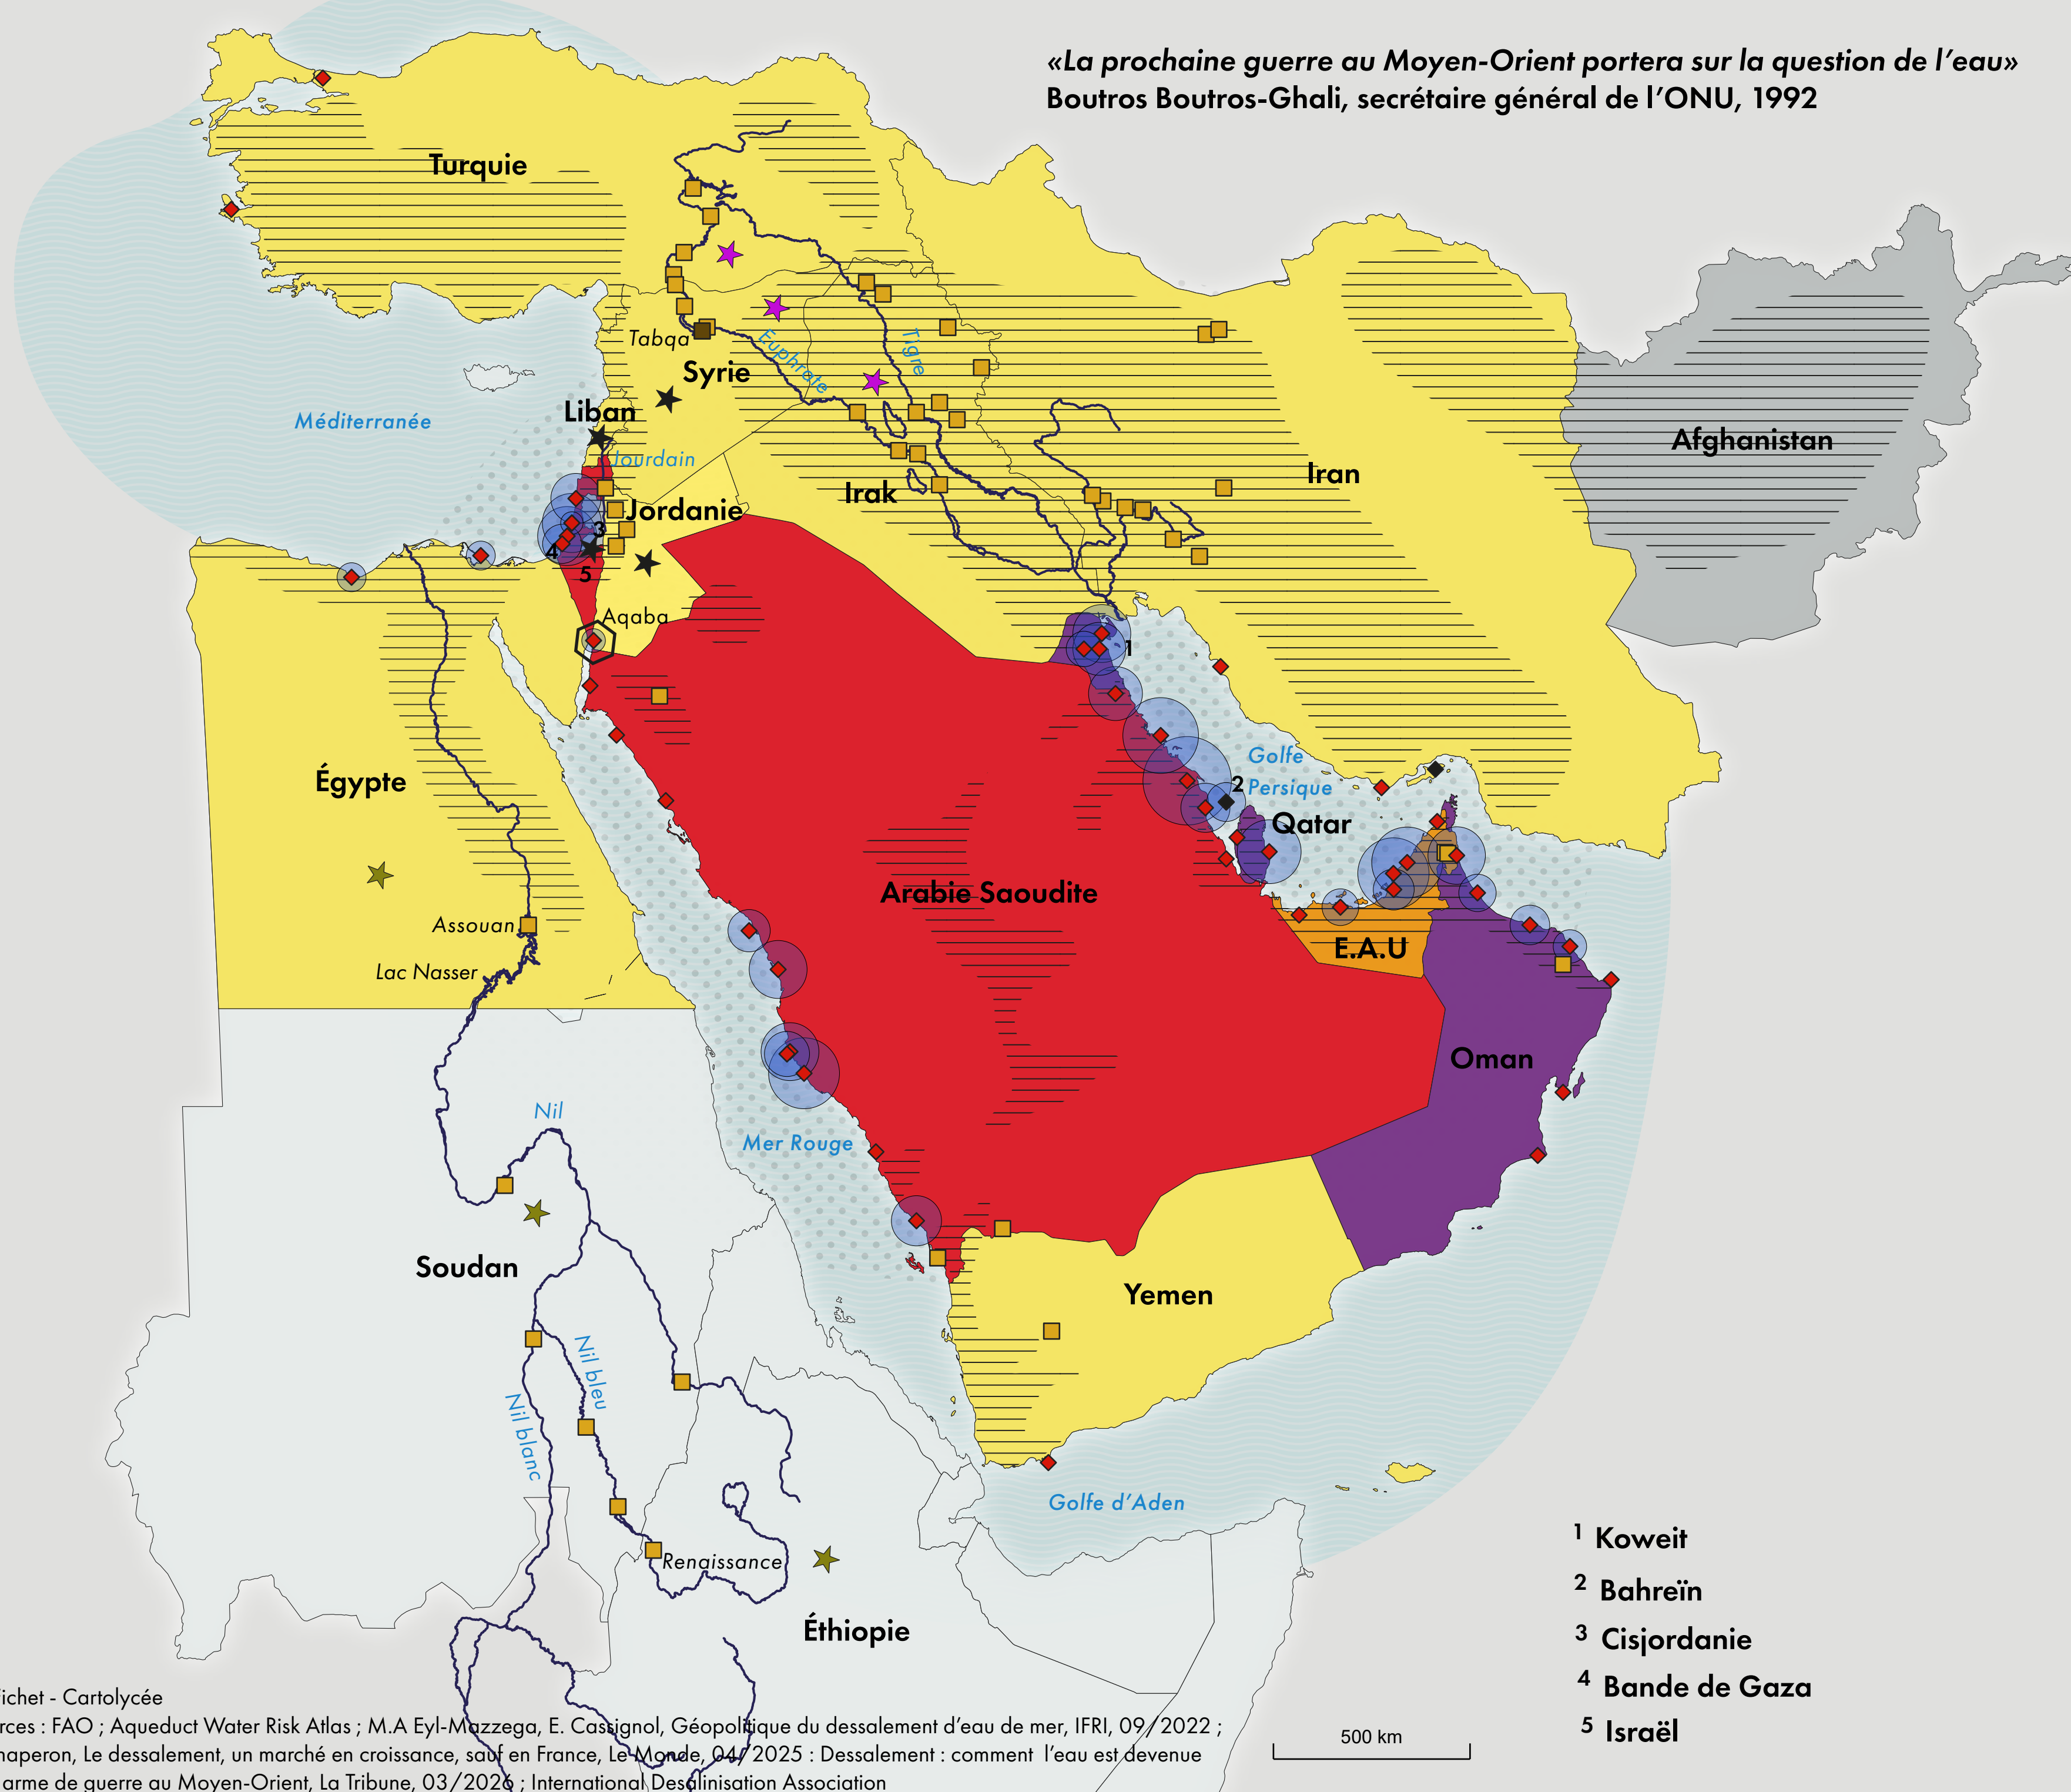 «La prochaine guerre au Moyen-Orient portera sur la question de l’eau»
Boutros Boutros-Ghali, secrétaire général de l’ONU, 1992
Turquie
Tabqa
Syrie
Euphrate
Tigre
Liban
Méditerranée
Jourdain
Afghanistan
Iran
Irak
Jordanie
3
4
5
Aqaba
1
Golfe
Persique
2
Égypte
Qatar
Arabie Saoudite
Assouan
E.A.U
Lac Nasser
Oman
Nil
Mer Rouge
Soudan
Yemen
Nil bleu
Nil blanc
Golfe d’Aden
Renaissance
Éthiopie
1 Koweit
2 Bahreïn
3 Cisjordanie
4 Bande de Gaza
5 Israël
500 km
ichet - Cartolycée
rces : FAO ; Aqueduct Water Risk Atlas ; M.A Eyl-Mazzega, E. Cassignol, Géopolitique du dessalement d’eau de mer, IFRI, 09/2022 ;
haperon, Le dessalement, un marché en croissance, sauf en France, Le Monde, 04/2025 : Dessalement : comment l’eau est devenue
arme de guerre au Moyen-Orient, La Tribune, 03/2026 ; International Desalinisation Association